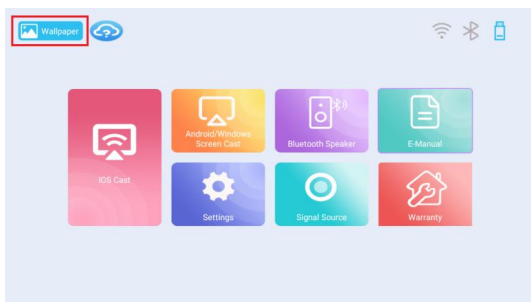 Wallpaper
Android/Windows
Screen Cast
Bluetooth Speaker
E-Manual
IOS Cast
Settings
Signal Source
Warranty